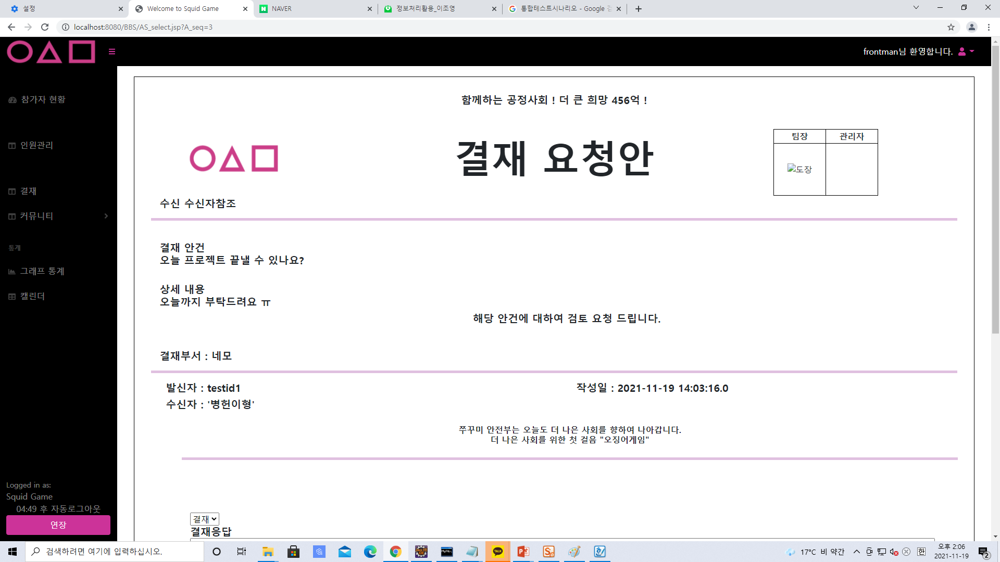 설정
Welcome to Squid Game
NAVER
정보처리활용_이조영
통합테스트시나리오 - Google 검
localhost:8080/BBS/AS_select.jsp?A_seq=3
frontman님 환영합니다.
참가자 현황
인원관리
결재
커뮤니티
통계
그래프 통계
캘린더
Logged in as:
Squid Game
04:49 후 자동로그아웃
연장
함께하는 공정사회 ! 더 큰 희망 456억 !
결재 요청안
팀장 관리자
도장
수신 수신자참조
결재 안건
오늘 프로젝트 끝낼 수 있나요?
상세 내용
오늘까지 부탁드려요 ㅠ
해당 안건에 대하여 검토 요청 드립니다.
결재부서 : 네모
발신자 : testid1 작성일 : 2021-11-19 14:03:16.0
수신자 : '병헌이형'
쭈꾸미 안전부는 오늘도 더 나은 사회를 향하여 나아갑니다.
더 나은 사회를 위한 첫 걸음 "오징어게임"
결재
결재응답
검색하려면 여기에 입력하십시오.
TALK
17°C 비 약간
한
오후 2:06
2021-11-19
2